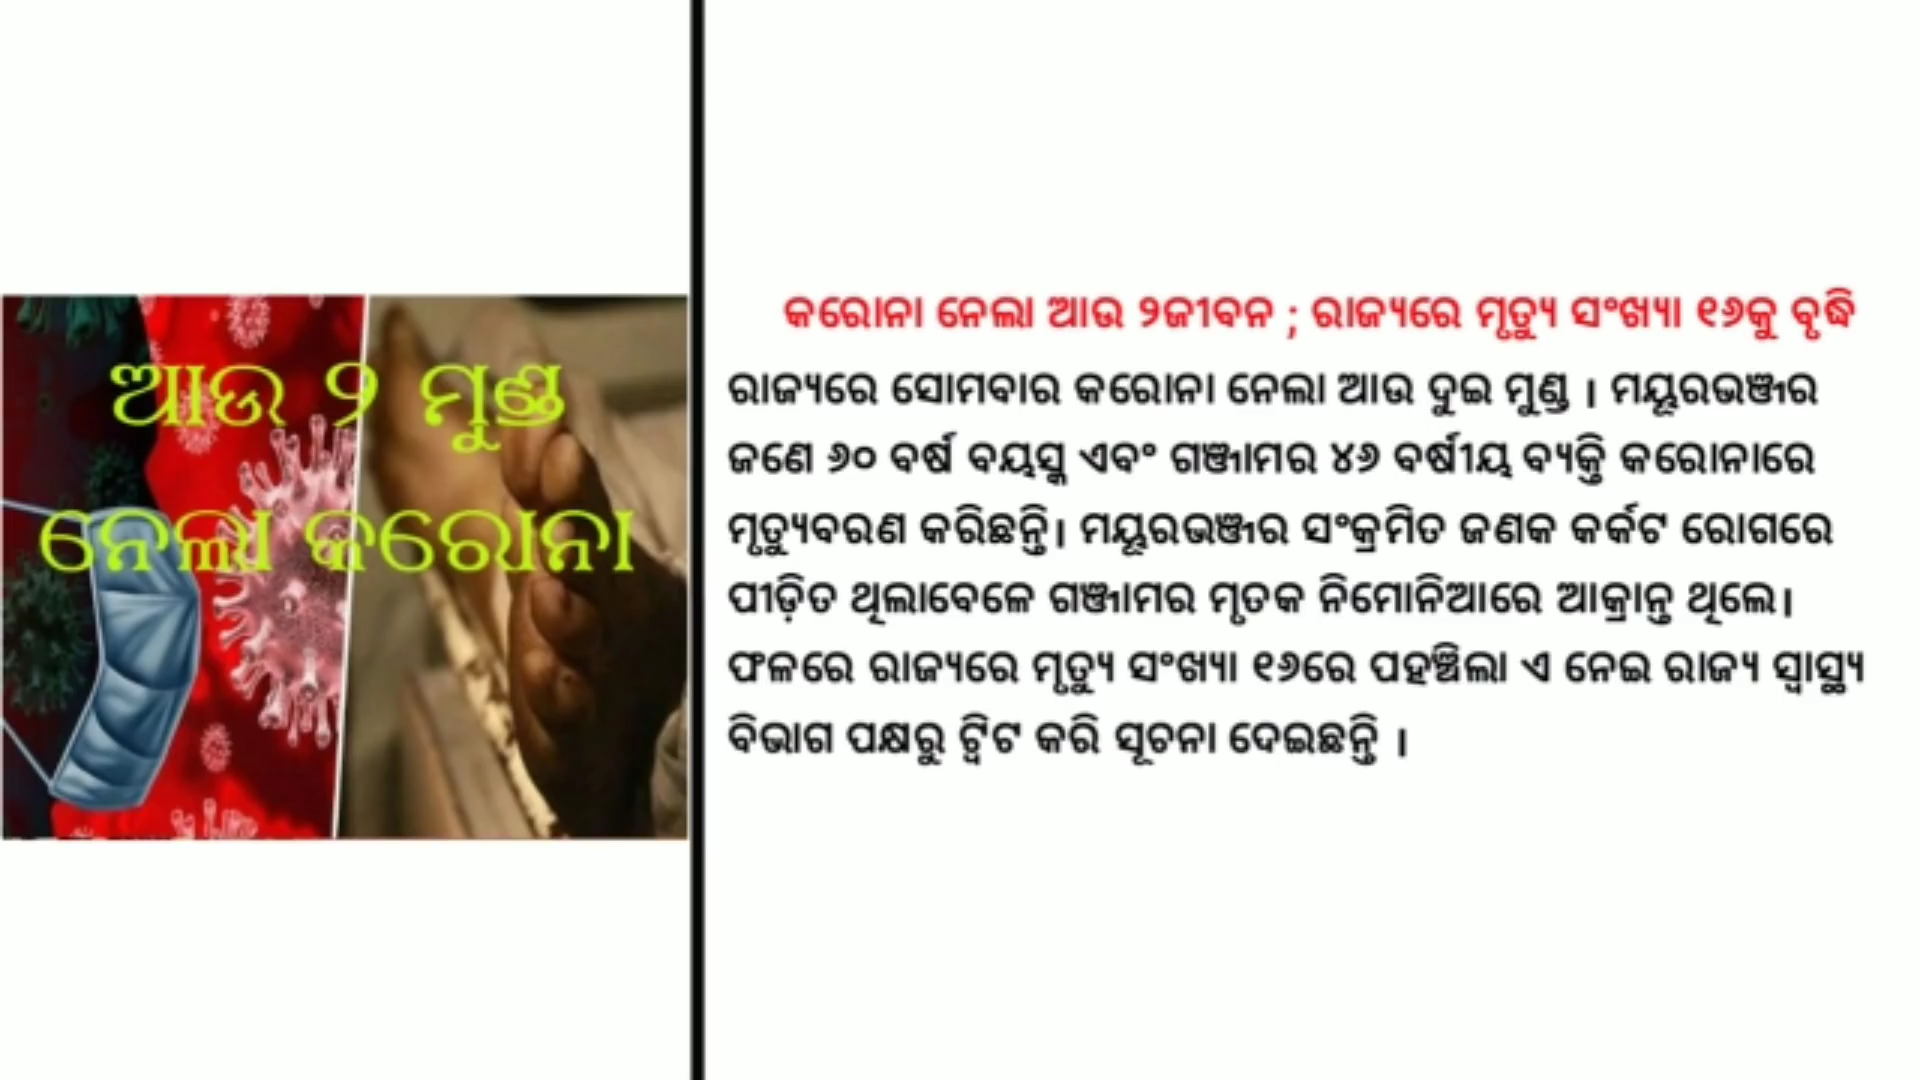 ଆଉ ୨ ମୁଣ୍ଡ
ନେଲା କରୋନା
କରୋନା ନେଲା ଆଉ ୨ଜୀବନ ; ରାଜ୍ୟରେ ମୃତ୍ୟୁ ସଂଖ୍ୟା ୧୬କୁ ବୃଦ୍ଧି
ରାଜ୍ୟରେ ସୋମବାର କରୋନା ନେଲା ଆଉ ଦୁଇ ମୁଣ୍ଡ । ମୟୂରଭଞ୍ଜର
ଜଣେ ୬୦ ବର୍ଷ ବୟସ୍କ ଏବଂ ଗଞ୍ଜାମର ୪୬ ବର୍ଷୀୟ ବ୍ୟକ୍ତି କରୋନାରେ
ମୃତ୍ୟୁବରଣ କରିଛନ୍ତି। ମୟୂରଭଞ୍ଜର ସଂକ୍ରମିତ ଜଣକ କର୍କଟ ରୋଗରେ
ପୀଡ଼ିତ ଥିଲାବେଳେ ଗଞ୍ଜାମର ମୃତକ ନିମୋନିଆରେ ଆକ୍ରାନ୍ତ ଥିଲେ।
ଫଳରେ ରାଜ୍ୟରେ ମୃତ୍ୟୁ ସଂଖ୍ୟା ୧୬ରେ ପହଞ୍ଚିଲା ଏ ନେଇ ରାଜ୍ୟ ସ୍ୱାସ୍ଥ୍ୟ
ବିଭାଗ ପକ୍ଷରୁ ଟ୍ୱିଟ କରି ସୂଚନା ଦେଇଛନ୍ତି ।